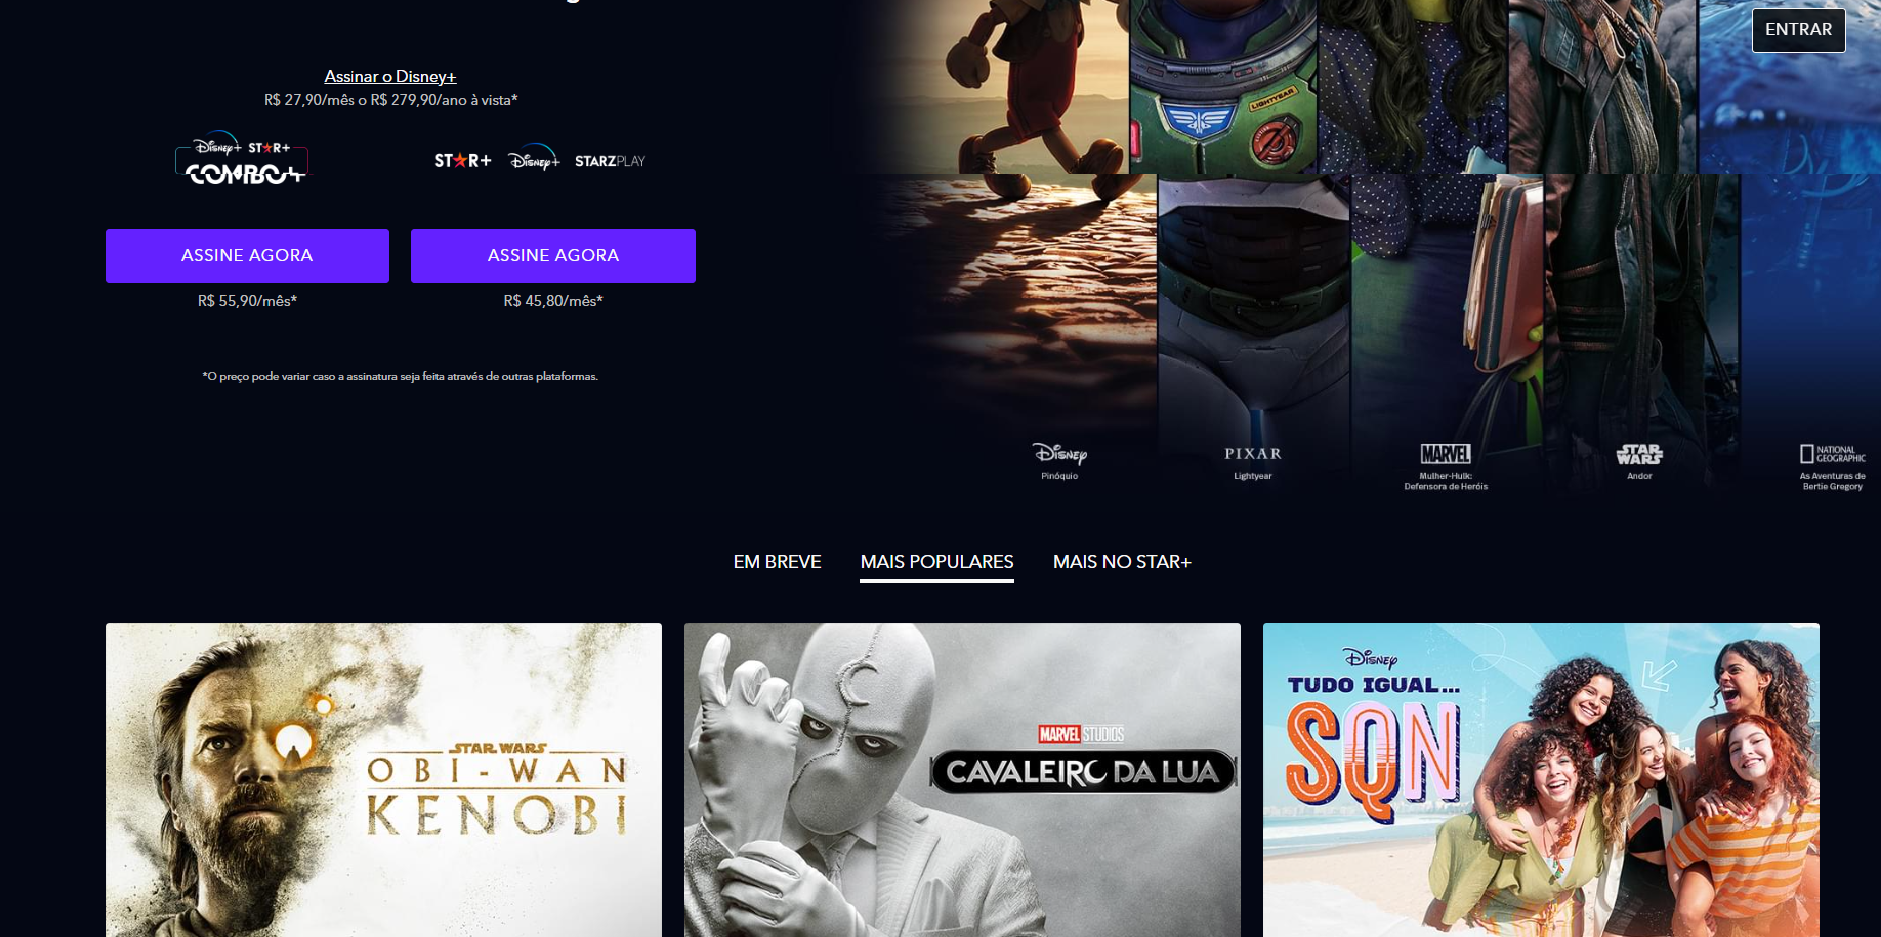 ENTRAR
Assinar o Disney+
R$ 27,90/mês o R$ 279,90/ano à vista*
Disney+ STAR+
COMBO+
STAR+ Disney+ STARZPLAY
ASSINE AGORA
R$ 55,90/mês*
ASSINE AGORA
R$ 45,80/mês*
*O preço pode variar caso a assinatura seja feita através de outras plataformas.
LIGHTYEAR
Disney
Pinóquio
PIXAR
Lightyear
MARVEL
Mulher-Hulk:
Defensora de Heróis
STAR
WARS
Andor
NATIONAL
GEOGRAPHIC
As Aventuras de
Bertie Gregory
EM BREVE
MAIS POPULARES
MAIS NO STAR+
STAR WARS
OBI-WAN
KENOBI
MARVEL STUDIOS
CAVALEIRO DA LUA
Disney
TUDO IGUAL...
SQN